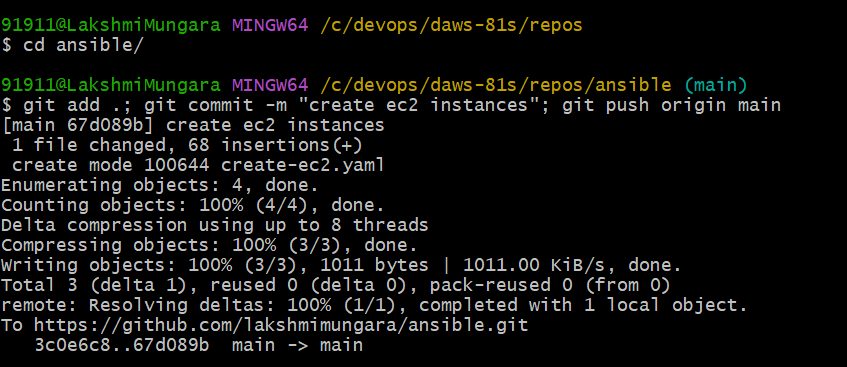 91911@LakshmiMungara MINGW64 /c/devops/daws-81s/repos
$ cd ansible/
91911@LakshmiMungara MINGW64 /c/devops/daws-81s/repos/ansible (main)
$ git add .; git commit -m "create ec2 instances"; git push origin main
[main 67d089b] create ec2 instances
 1 file changed, 68 insertions(+)
 create mode 100644 create-ec2.yaml
Enumerating objects: 4, done.
Counting objects: 100% (4/4), done.
Delta compression using up to 8 threads
Compressing objects: 100% (3/3), done.
Writing objects: 100% (3/3), 1011 bytes | 1011.00 KiB/s, done.
Total 3 (delta 1), reused 0 (delta 0), pack-reused 0 (from 0)
remote: Resolving deltas: 100% (1/1), completed with 1 local object.
To https://github.com/lakshmimungara/ansible.git
   3c0e6c8..67d089b  main -> main